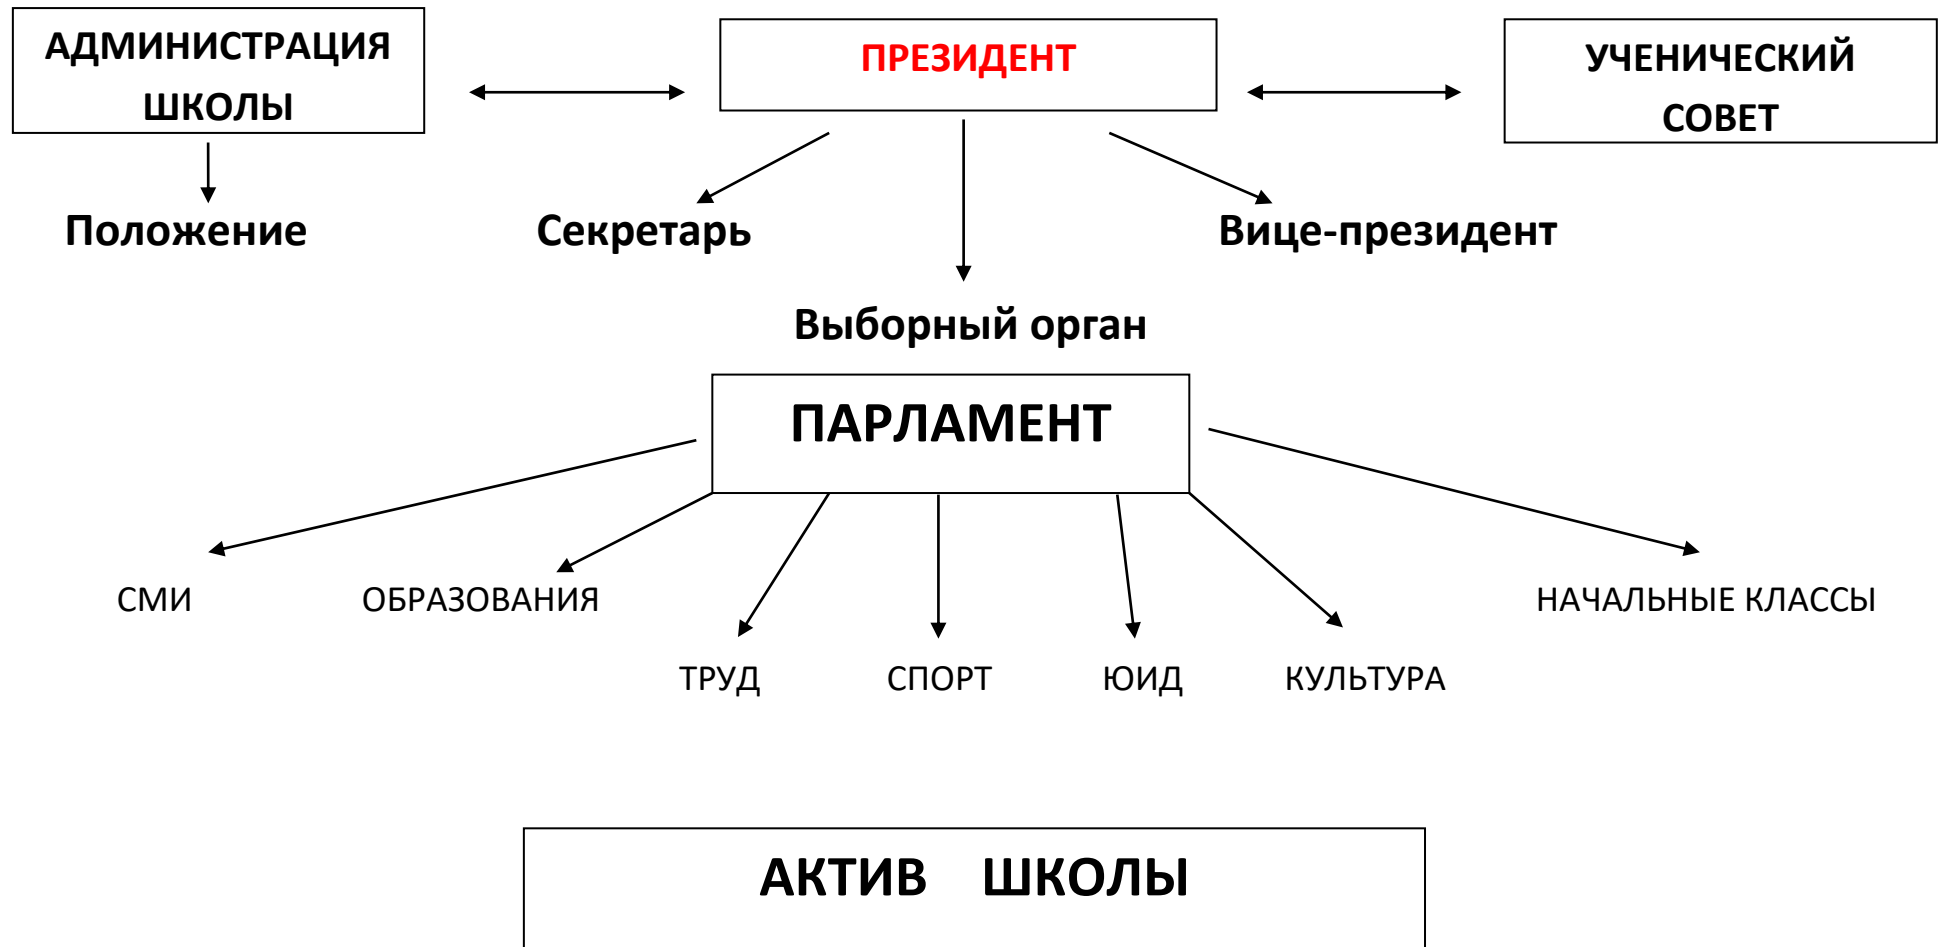 АДМИНИСТРАЦИЯ
ШКОЛЫ
ПРЕЗИДЕНТ
УЧЕНИЧЕСКИЙ
СОВЕТ
Положение
Секретарь
Вице-президент
Выборный орган
ПАРЛАМЕНТ
СМИ
ОБРАЗОВАНИЯ
НАЧАЛЬНЫЕ КЛАССЫ
ТРУД
СПОРТ
ЮИД
КУЛЬТУРА
АКТИВ ШКОЛЫ